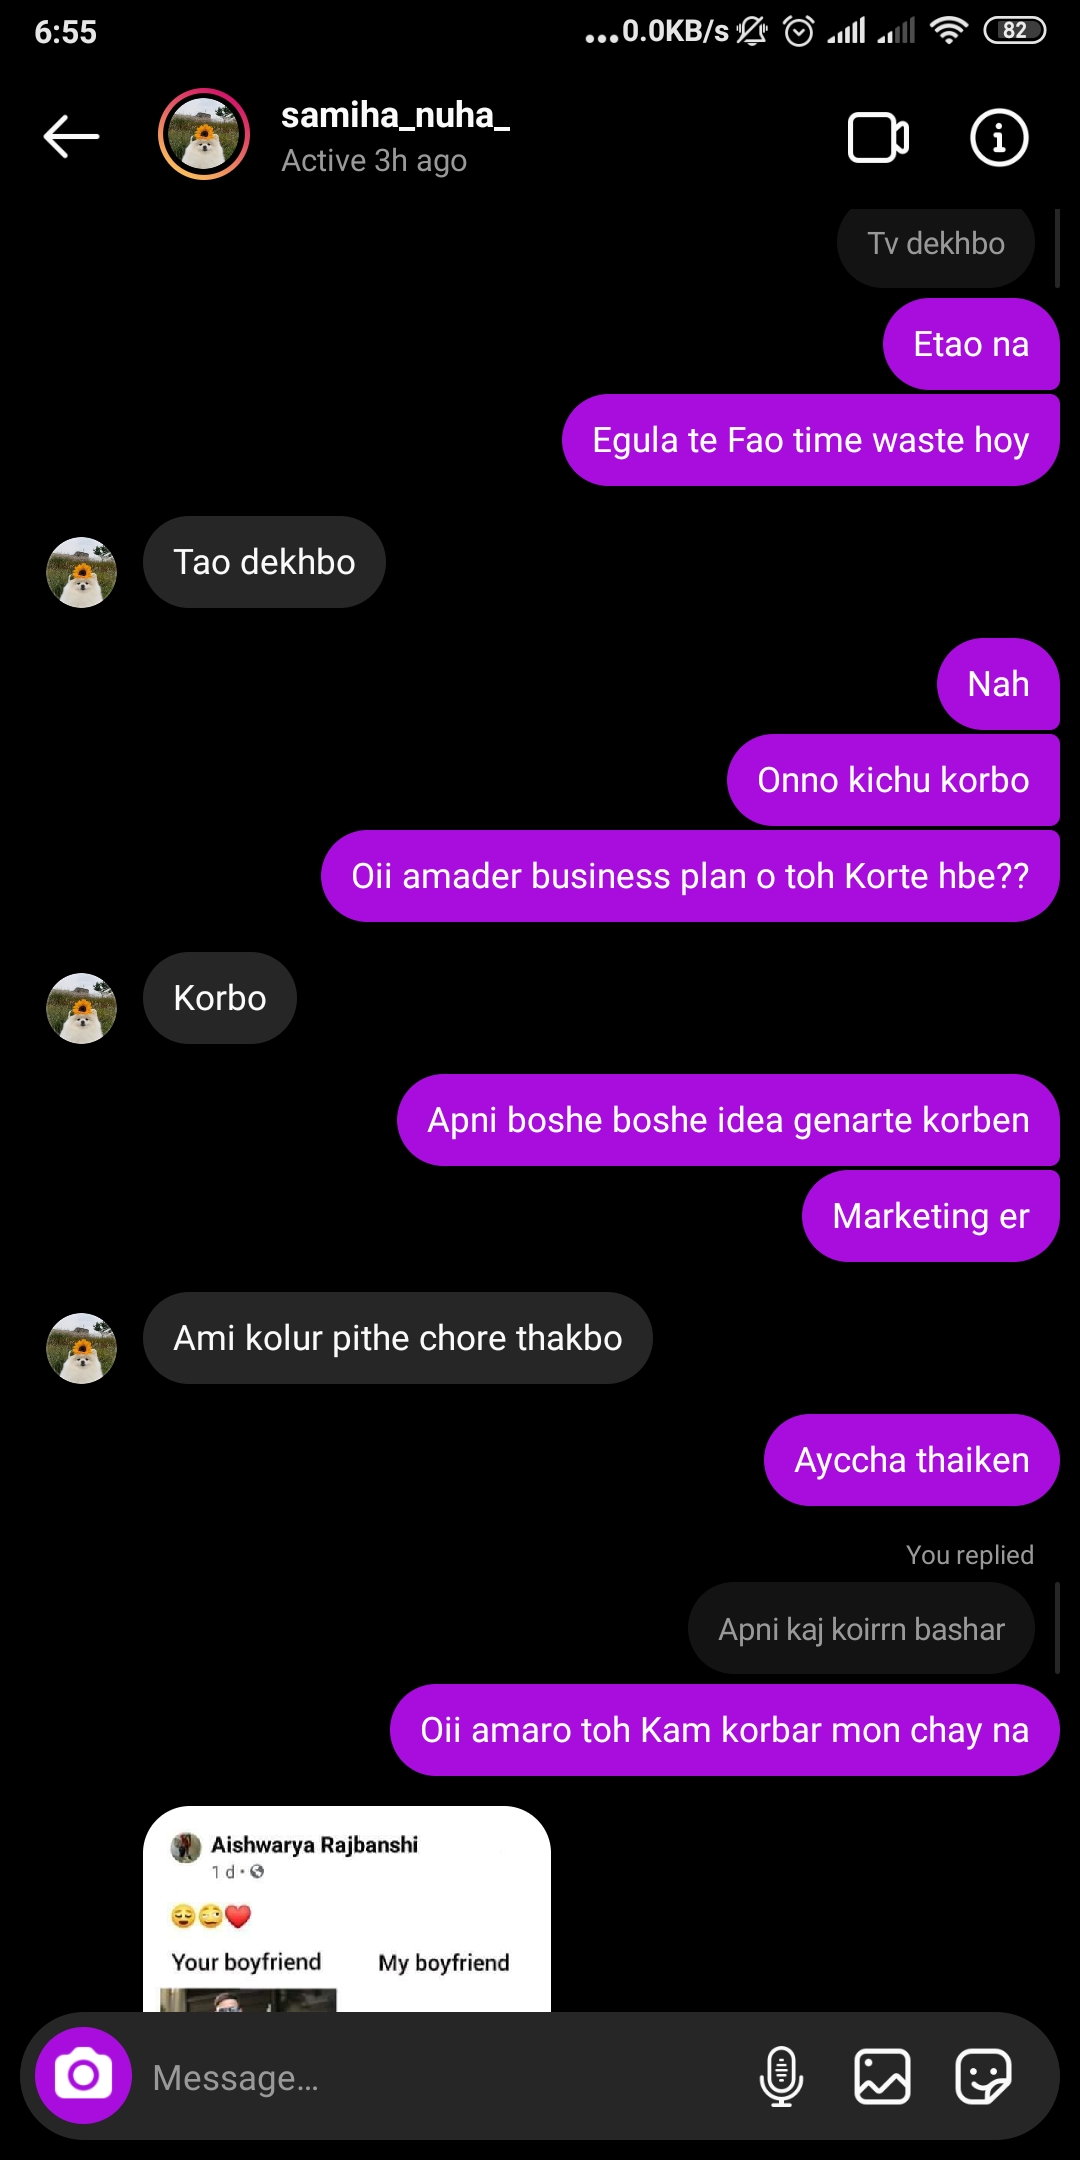 6:55
...0.0KB/s
82
samiha_nuha_
Active 3h ago
Tv dekhbo
Etao na
Egula te Fao time waste hoy
Tao dekhbo
Nah
Onno kichu korbo
Oii amader business plan o toh Korte hbe??
Korbo
Apni boshe boshe idea genarte korben
Marketing er
Ami kolur pithe chore thakbo
Ayccha thaiken
You replied
Apni kaj koirrn bashar
Oii amaro toh Kam korbar mon chay na
Aishwarya Rajbanshi
1 d
Your boyfriend My boyfriend
Message...